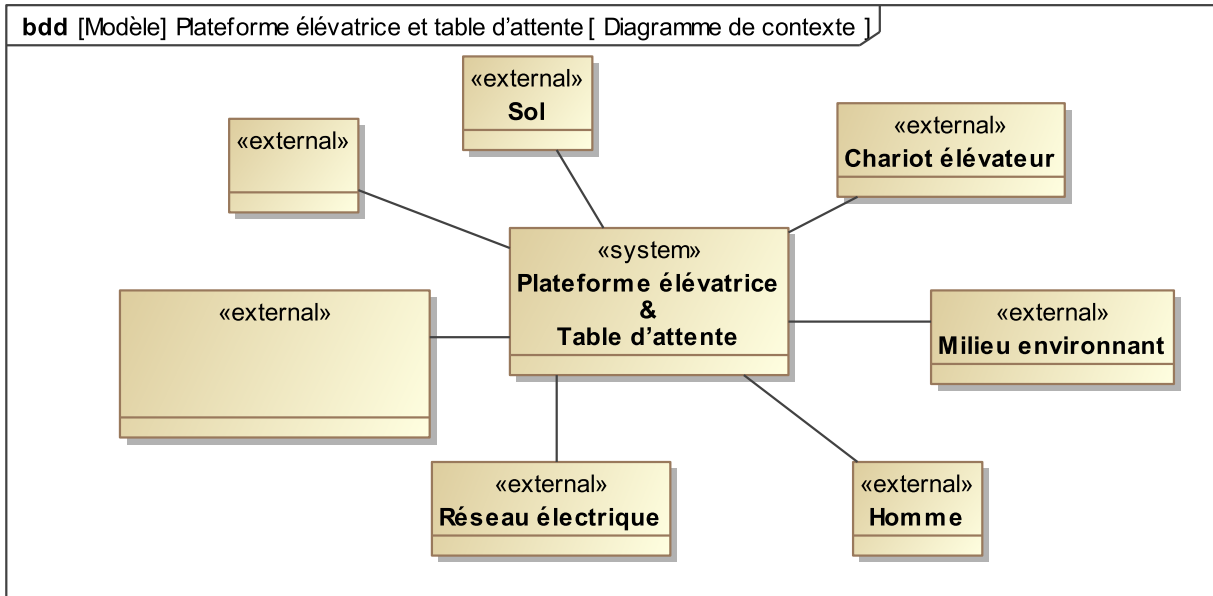 bdd [Modèle] Plateforme élévatrice et table d’attente [ Diagramme de contexte ]
«external»
Sol
«external»
Chariot élévateur
«external»
«system»
Plateforme élévatrice
&
Table d’attente
«external»
«external»
Milieu environnant
«external»
Réseau électrique
«external»
Homme